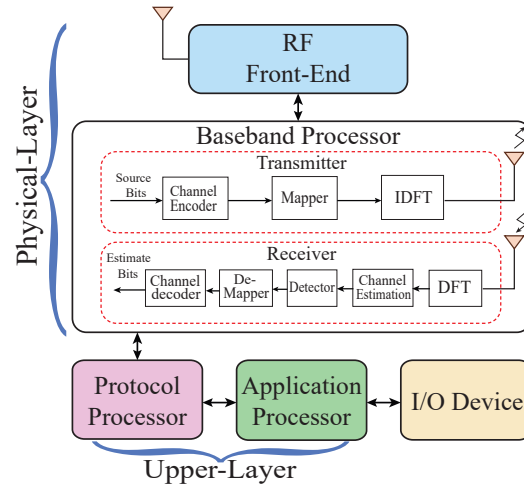 RF
Front-End
Physical-Layer
Baseband Processor
Transmitter
Source
Bits
Channel
Encoder
Mapper
IDFT
Receiver
Estimate
Bits
Channel
decoder
De-
Mapper
Detector
Channel
Estimation
DFT
Protocol
Processor
Application
Processor
I/O Device
Upper-Layer